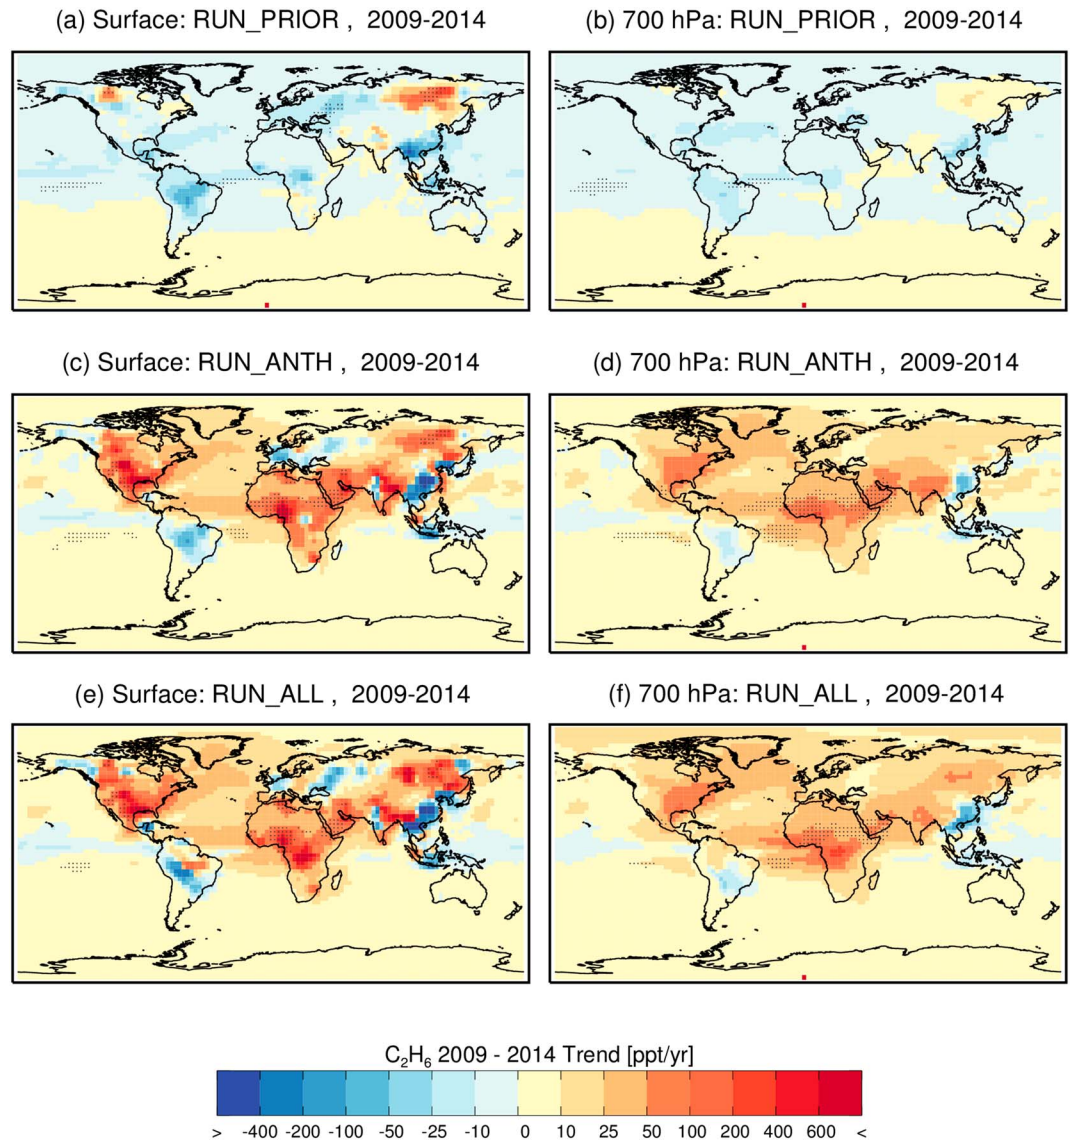 (a) Surface: RUN_PRIOR , 2009-2014
(b) 700 hPa: RUN_PRIOR , 2009-2014
(c) Surface: RUN_ANTH , 2009-2014
(d) 700 hPa: RUN_ANTH , 2009-2014
(e) Surface: RUN_ALL , 2009-2014
(f) 700 hPa: RUN_ALL , 2009-2014
C₂H₆ 2009 - 2014 Trend [ppt/yr]
> -400 -200 -100 -50 -25 -10 0 10 25 50 100 200 400 600 <